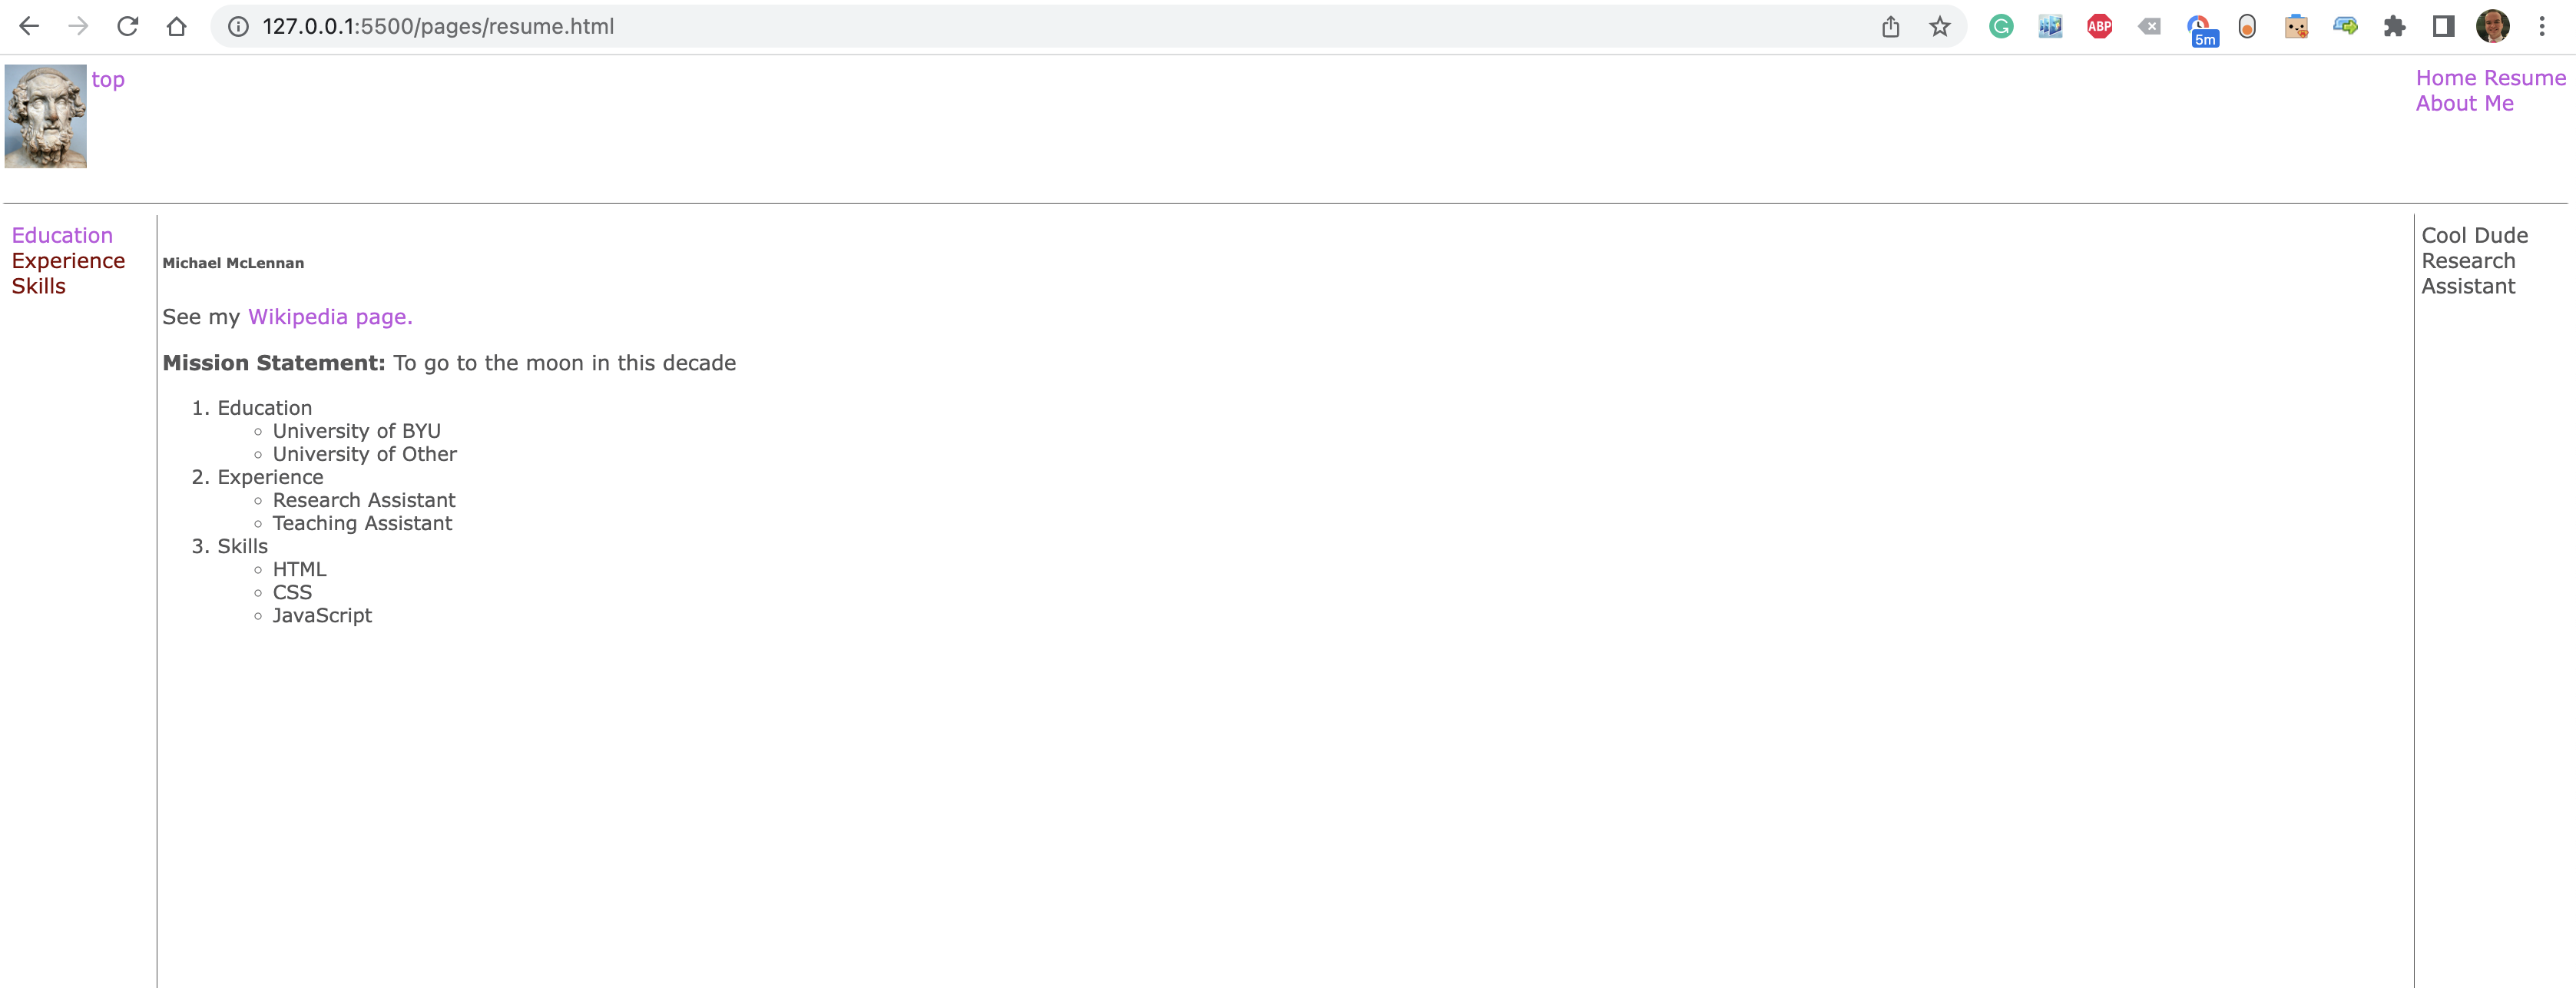 127.0.0.1:5500/pages/resume.html
ABP
5m
top
Home Resume
About Me
Education
Experience
Skills
Michael McLennan
See my Wikipedia page.
Mission Statement: To go to the moon in this decade
1. Education
University of BYU
University of Other
2. Experience
Research Assistant
Teaching Assistant
3. Skills
HTML
CSS
JavaScript
Cool Dude
Research
Assistant